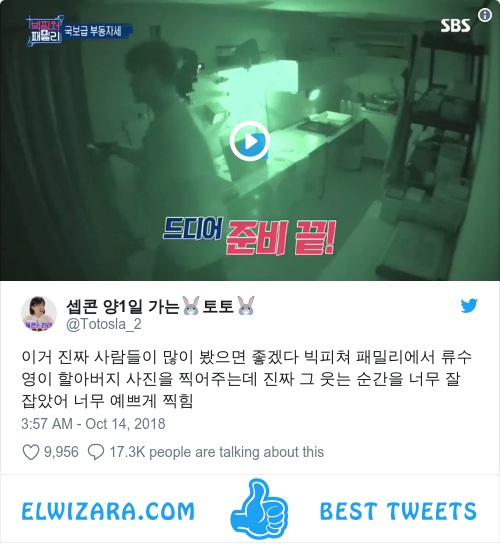 빅픽처
패밀리 국보급 부동자세
SBS
드디어 준비 끝!
셉콘 양1일 가는🐰토토🐰
@Totosla_2
이거 진짜 사람들이 많이 봤으면 좋겠다 빅피쳐 패밀리에서 류수
영이 할아버지 사진을 찍어주는데 진짜 그 웃는 순간을 너무 잘
잡았어 너무 예쁘게 찍힘
3:57 AM - Oct 14, 2018
9,956 17.3K people are talking about this
ELWIZARA.COM BEST TWEETS